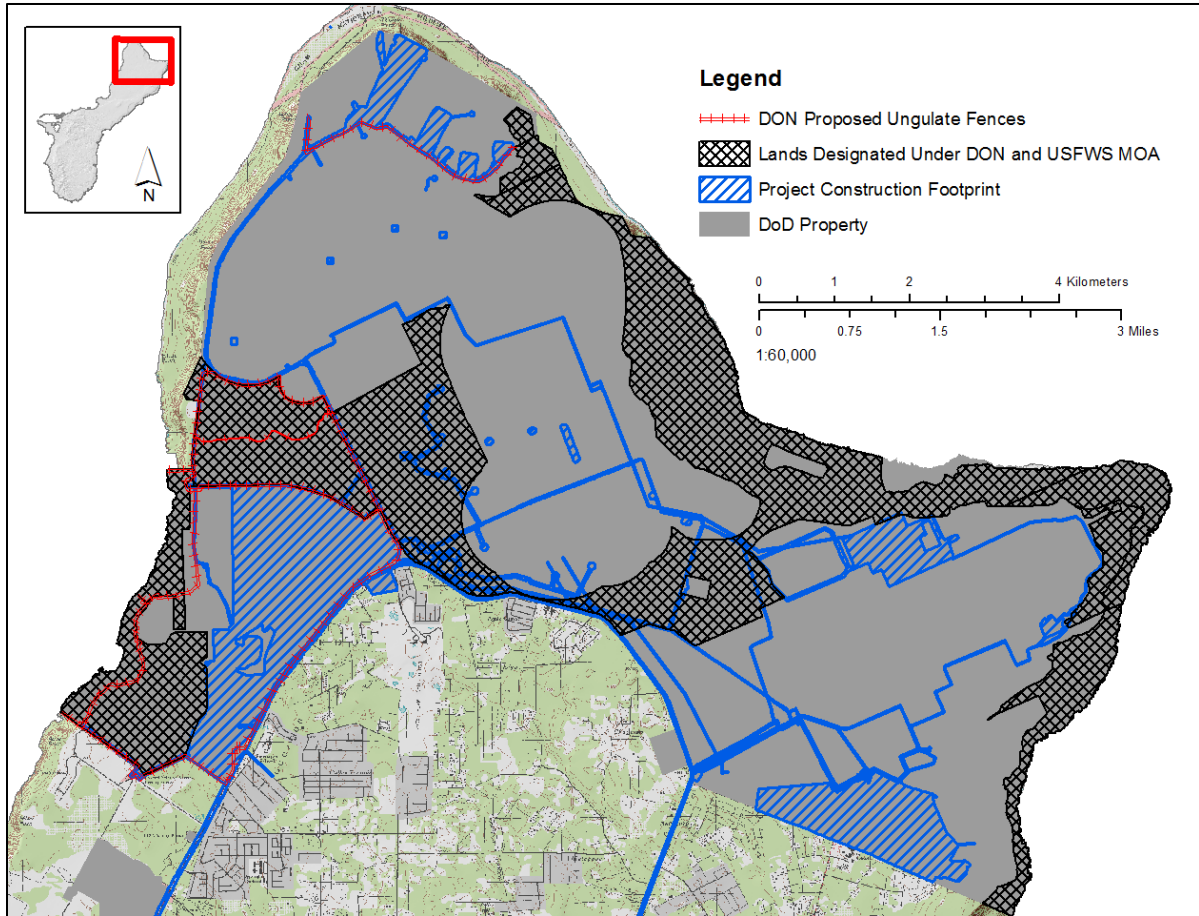 N
Legend
DON Proposed Ungulate Fences
Lands Designated Under DON and USFWS MOA
Project Construction Footprint
DoD Property
0 1 2 4 Kilometers
0 0.75 1.5 3 Miles
1:60,000